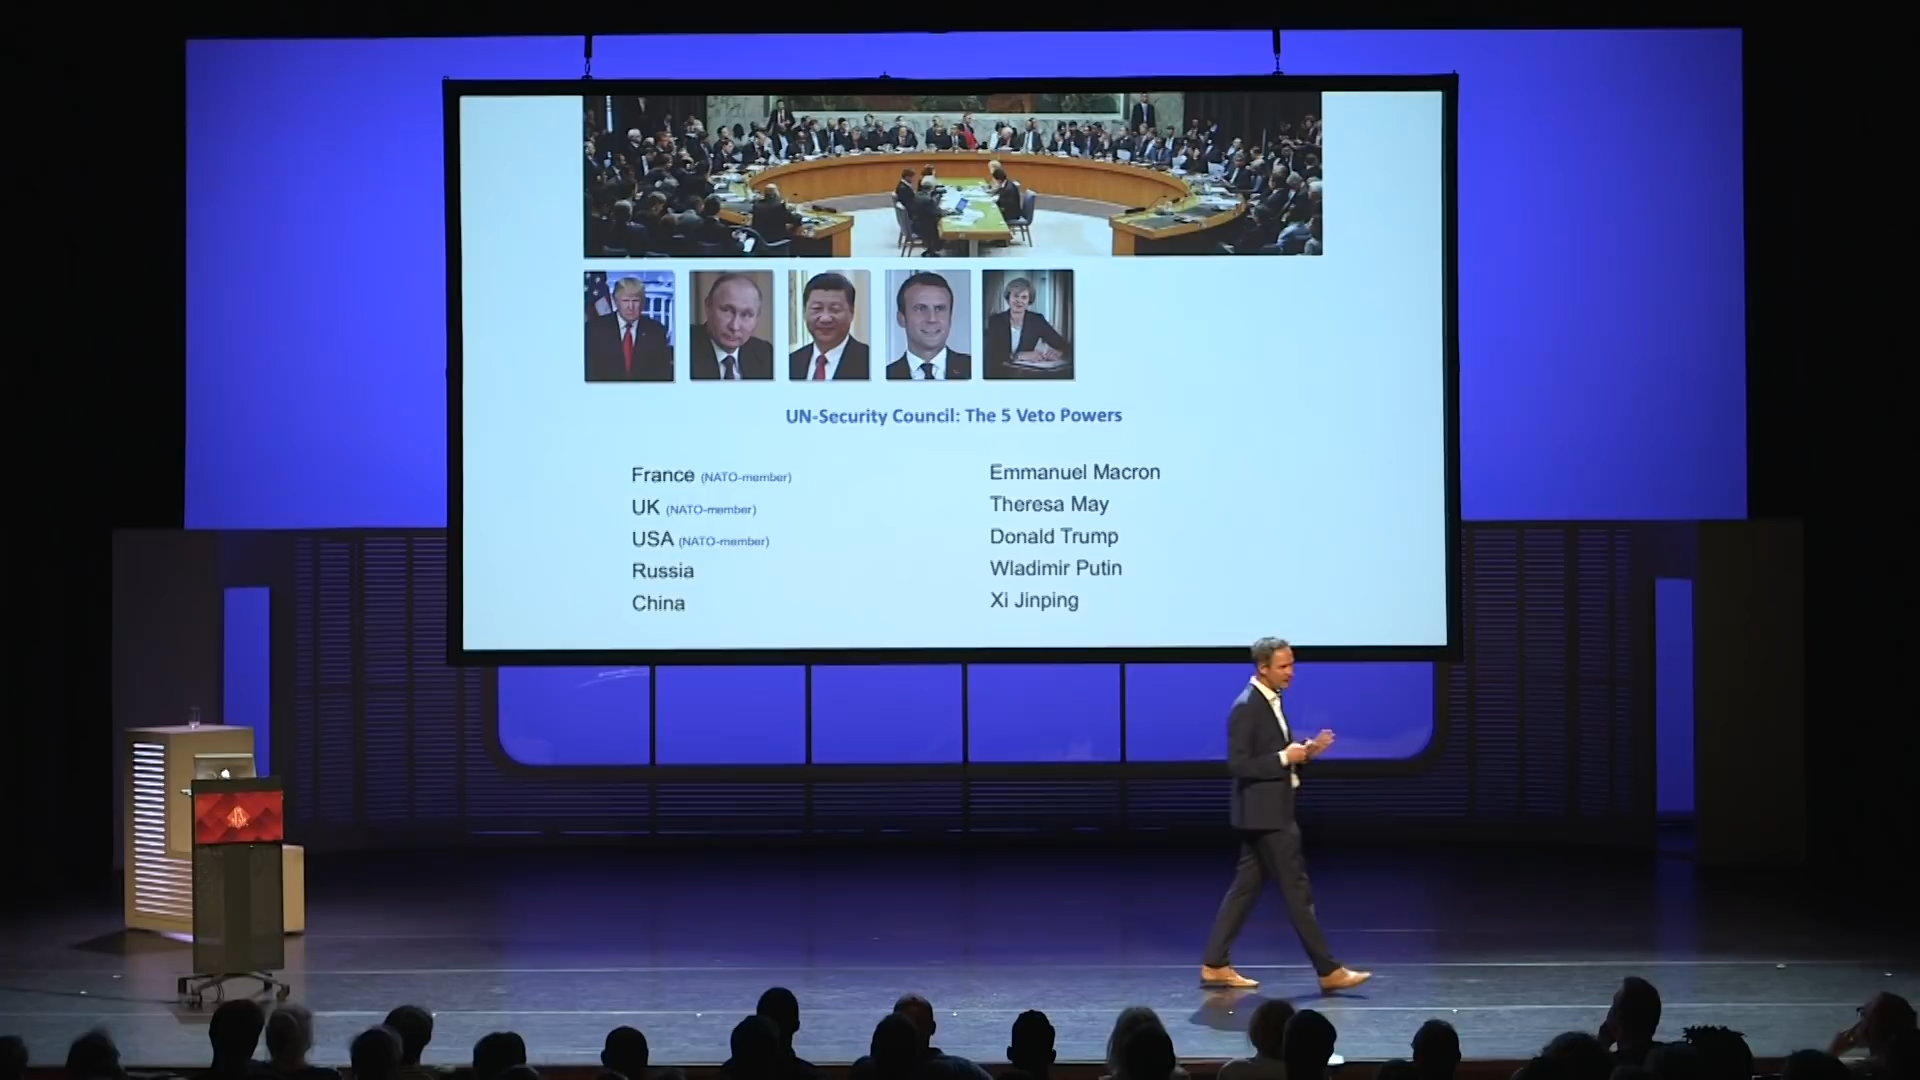 UN-Security Council: The 5 Veto Powers
France (NATO-member) Emmanuel Macron
UK (NATO-member) Theresa May
USA (NATO-member) Donald Trump
Russia Wladimir Putin
China Xi Jinping